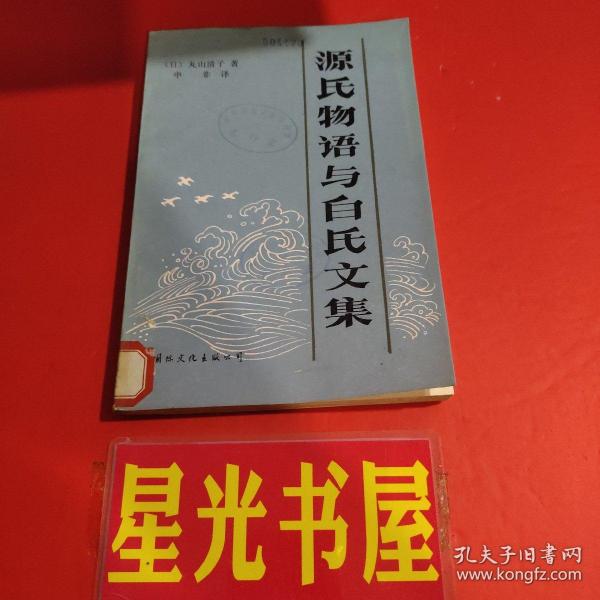 〔日〕丸山清子 著
申 非 译
源氏物语与白氏文集
国际文化出版公司
星光书屋
孔夫子旧书网
www.kongfz.com